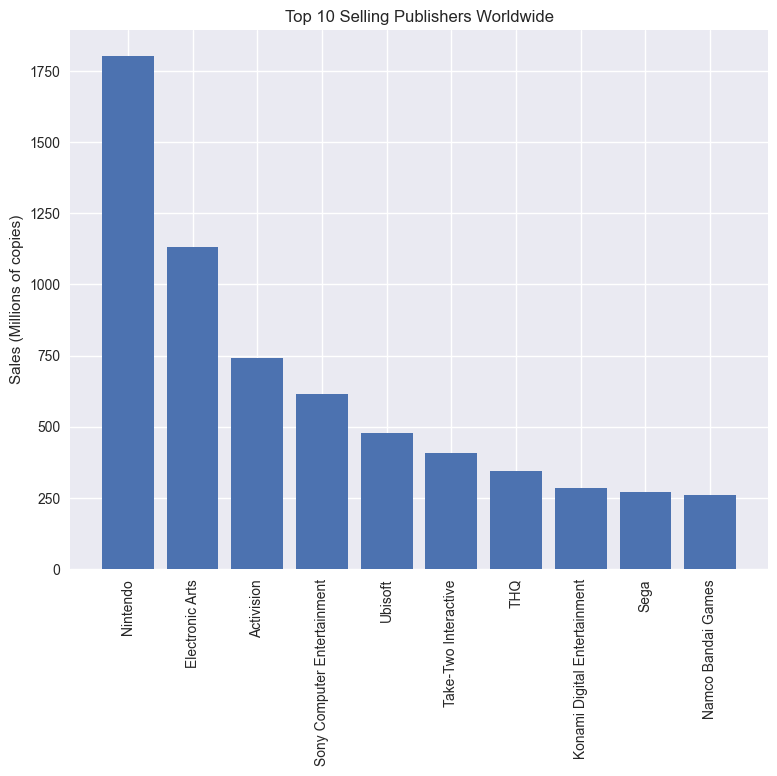 Top 10 Selling Publishers Worldwide
Sales (Millions of copies)
1750
1500
1250
1000
750
500
250
0
Nintendo
Electronic Arts
Activision
Sony Computer Entertainment
Ubisoft
Take-Two Interactive
THQ
Konami Digital Entertainment
Sega
Namco Bandai Games